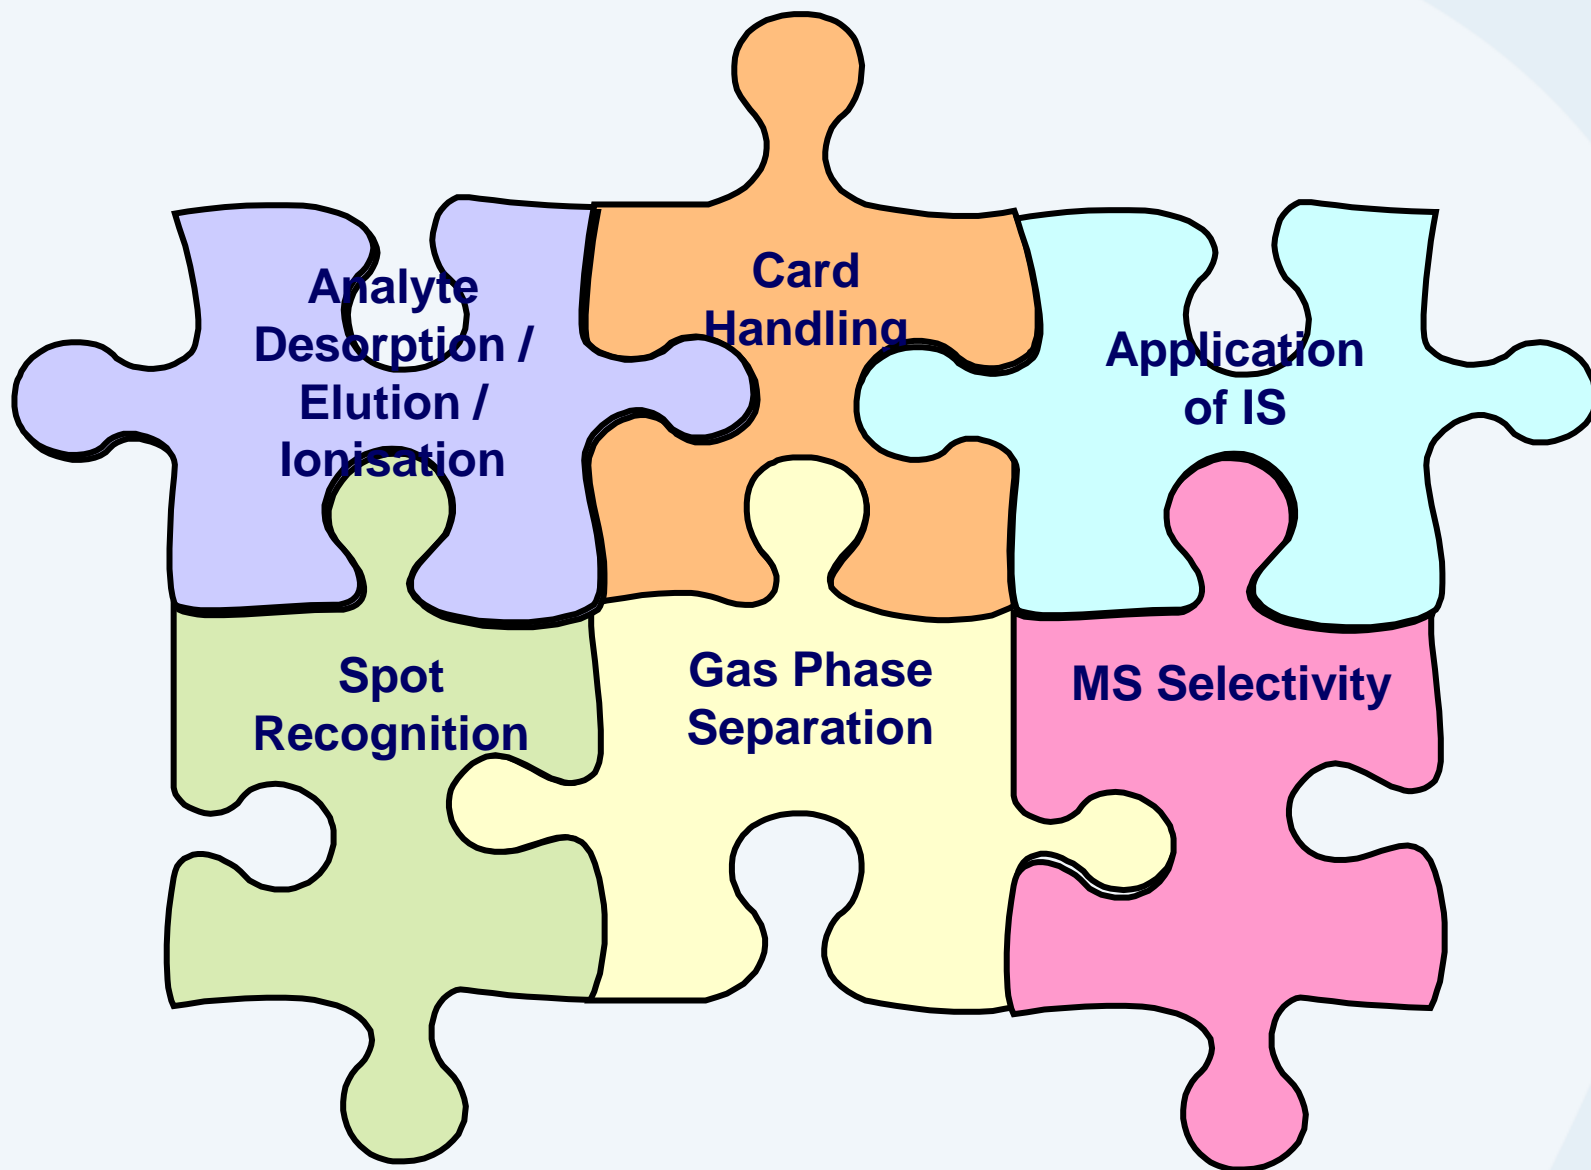 Analyte
Desorption /
Elution /
Ionisation
Card
Handling
Application
of IS
Spot
Recognition
Gas Phase
Separation
MS Selectivity